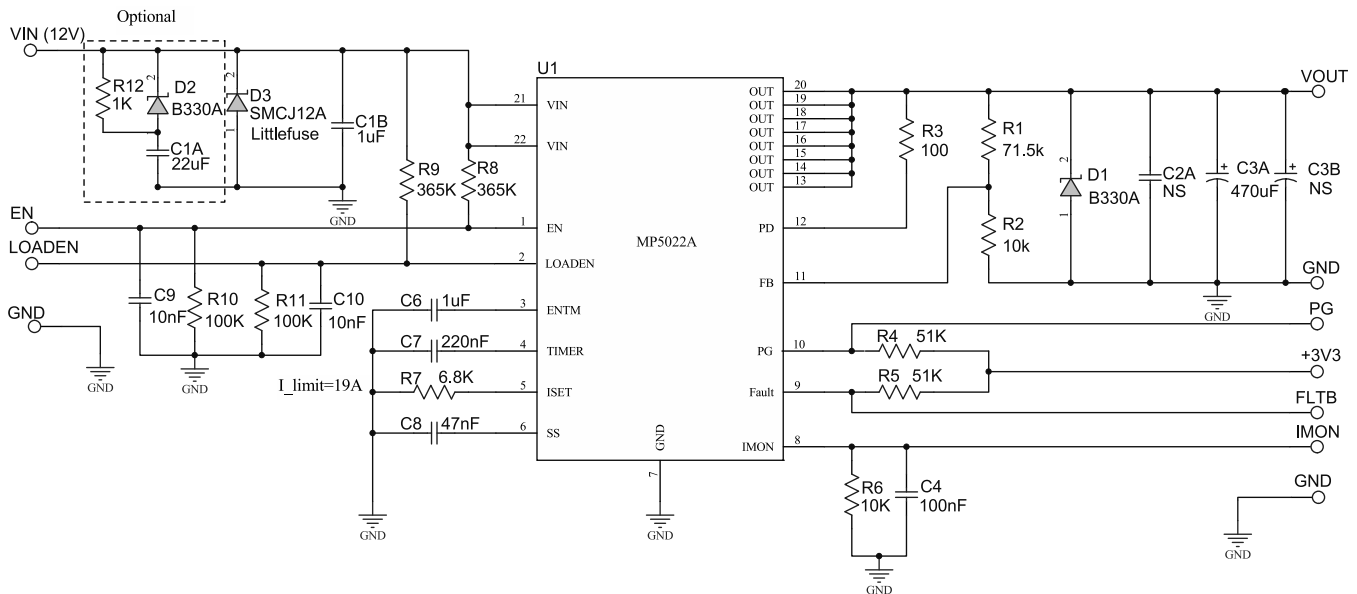 Optional
VIN (12V)
R12
1K
2
D2
B330A
C1A
22uF
2
D3
SMCJ12A
Littlefuse
1
C1B
1uF
GND
R9
365K
R8
365K
EN
LOADEN
C9
10nF
R10
100K
R11
100K
C10
10nF
GND
GND
GND
U1
21
VIN
22
VIN
1
EN
2
LOADEN
C6
1uF
3
ENTM
C7
220nF
4
TIMER
I_limit=19A
R7
6.8K
5
ISET
C8
47nF
6
SS
GND
MP5022A
GND
7
GND
OUT
20
OUT
19
OUT
18
OUT
17
OUT
16
OUT
15
OUT
14
OUT
13
PD
12
FB
11
PG
10
Fault
9
IMON
8
R3
100
R1
71.5k
R2
10k
2
D1
B330A
1
C2A
NS
+
C3A
470uF
+
C3B
NS
VOUT
GND
GND
PG
R4
51K
+3V3
R5
51K
FLTB
IMON
R6
10K
C4
100nF
GND
GND
GND